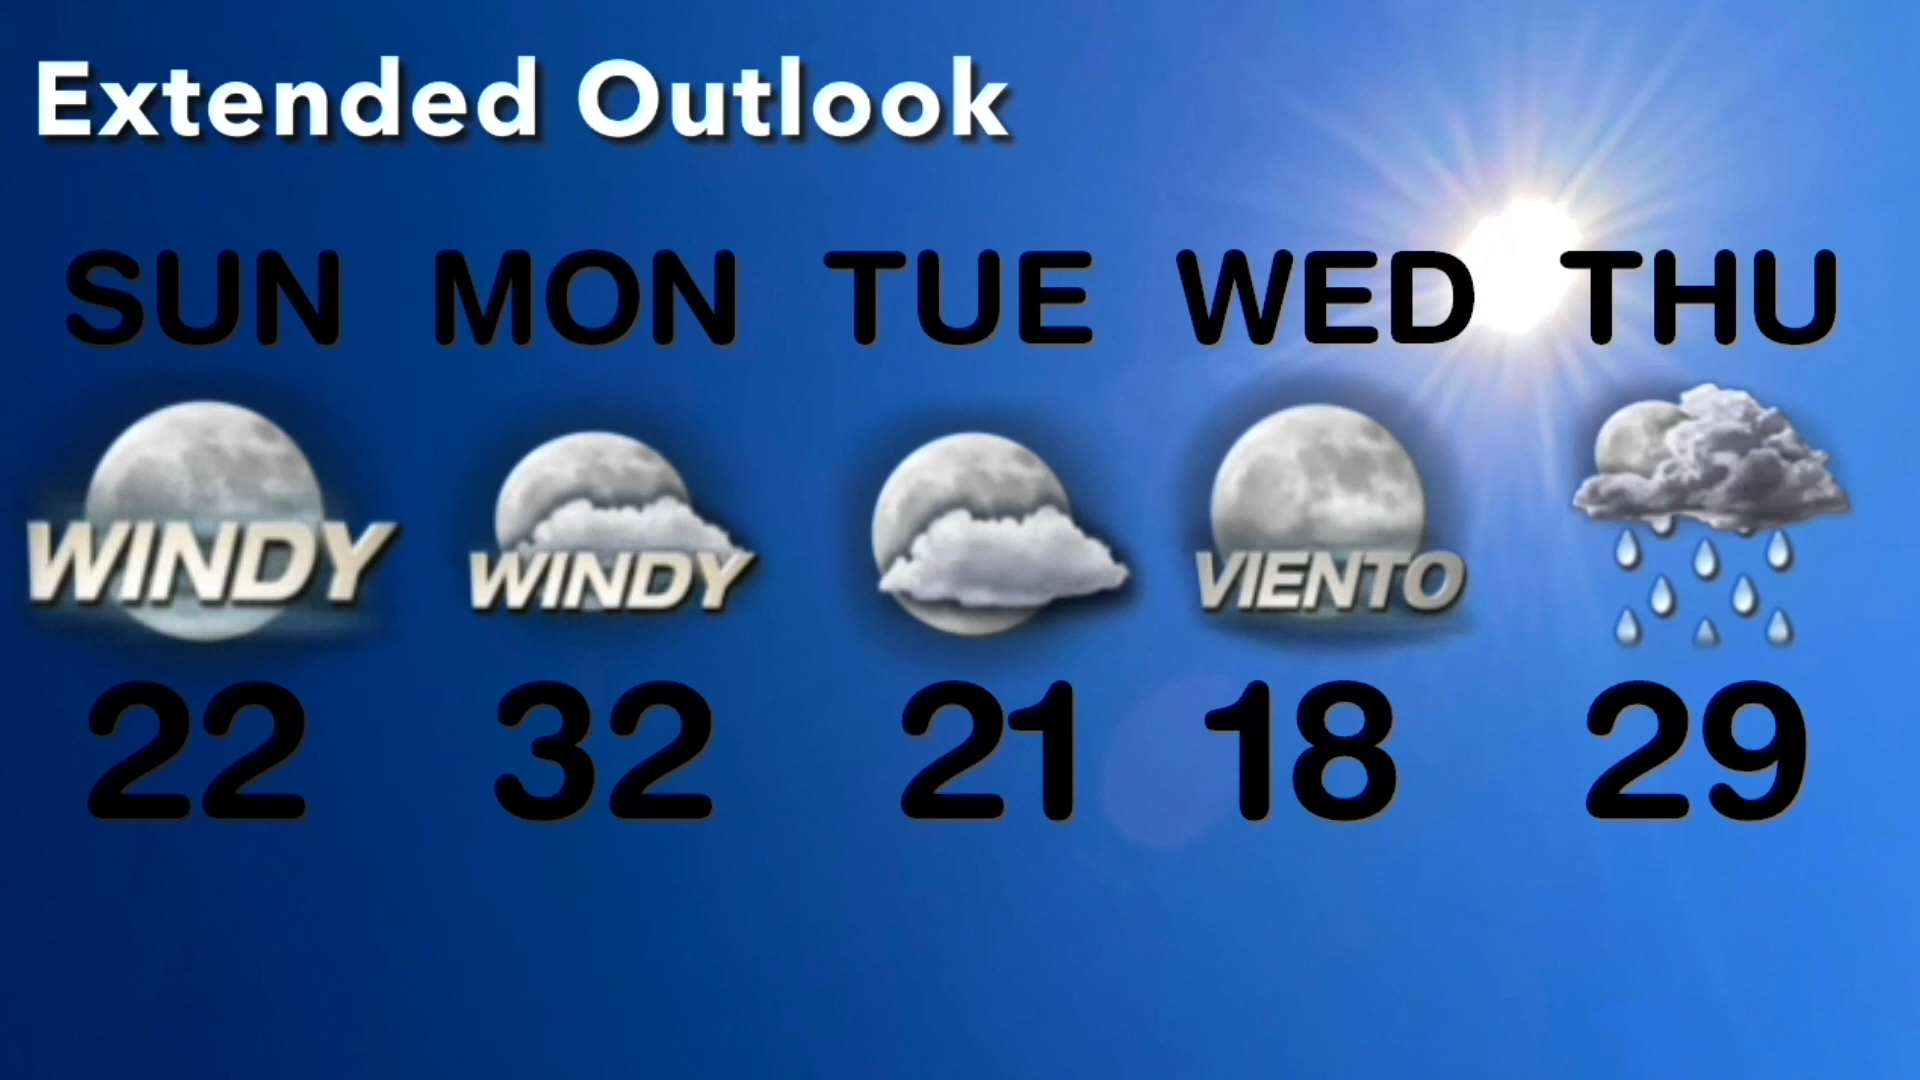 Extended Outlook
SUN MON TUE WED THU
WINDY WINDY VIENTO
22 32 21 18 29